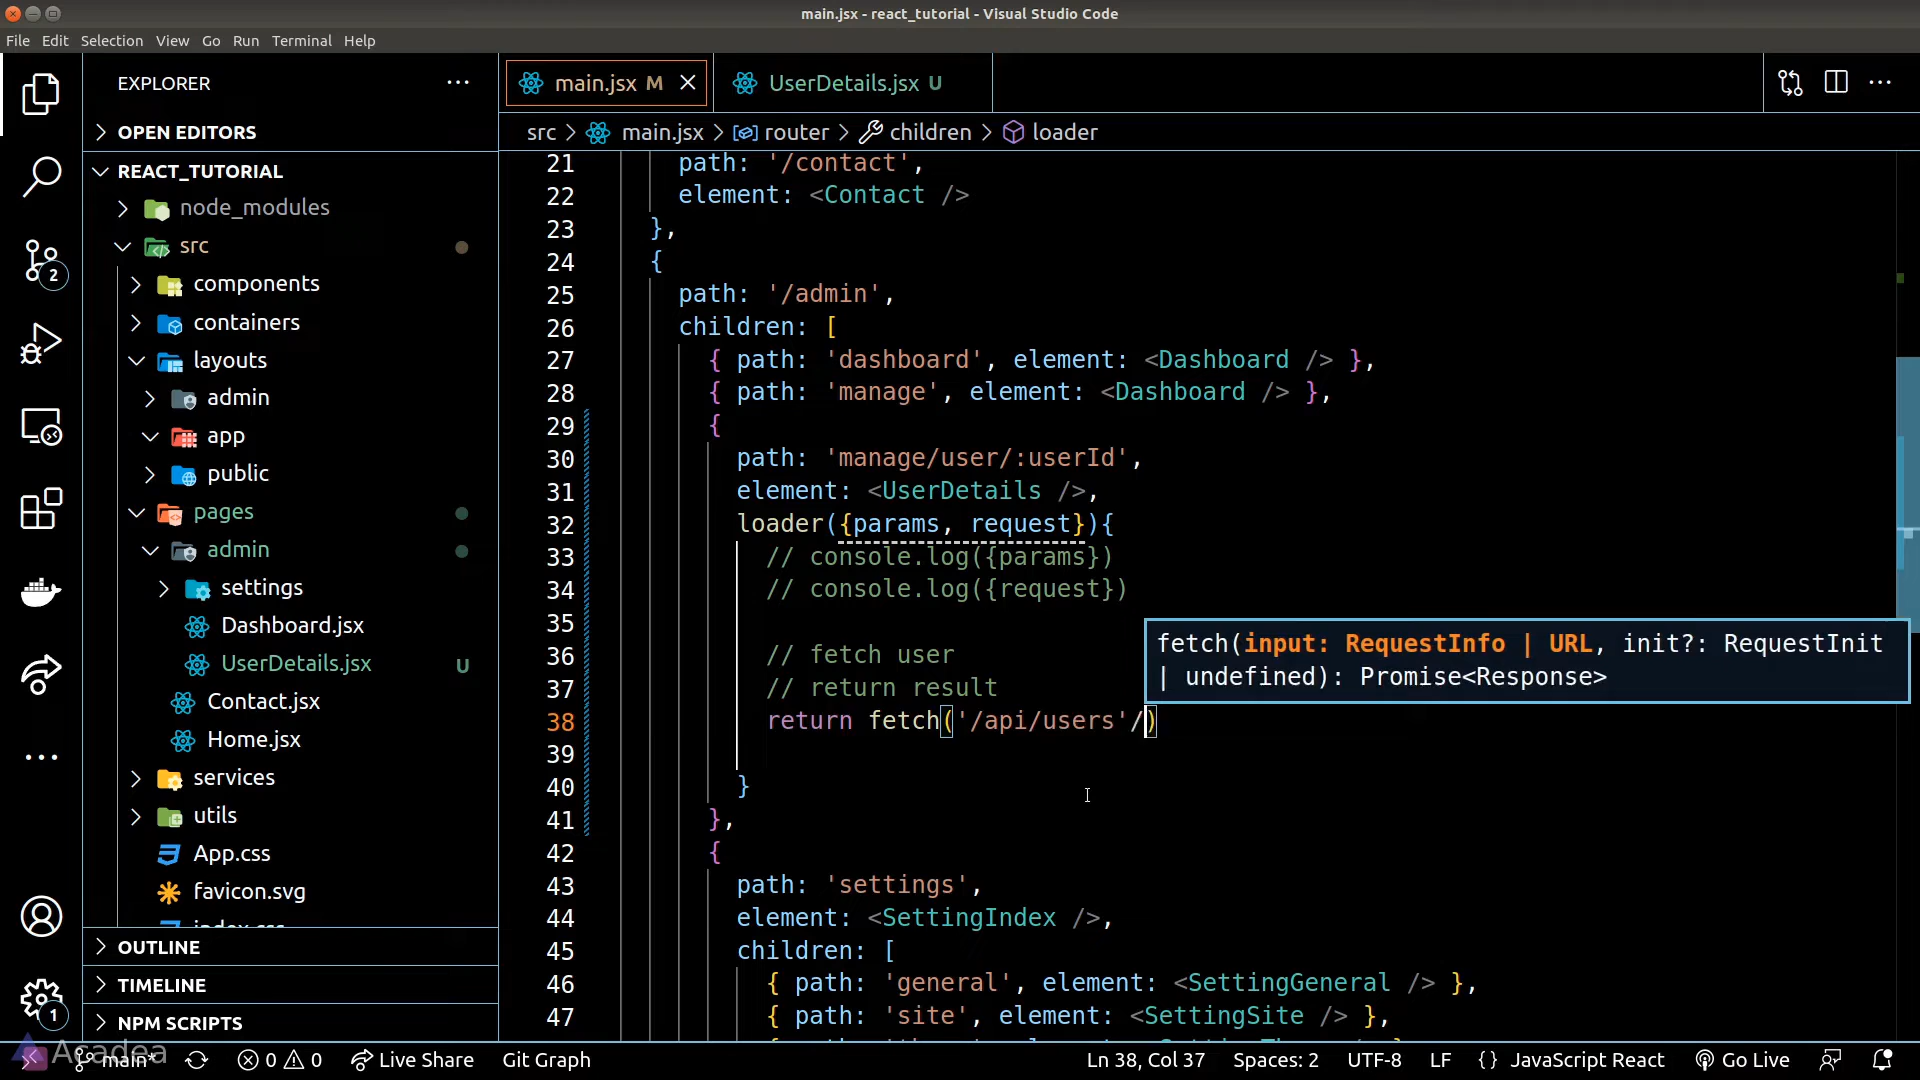 main.jsx - react_tutorial - Visual Studio Code
File Edit Selection View Go Run Terminal Help
EXPLORER
OPEN EDITORS
REACT_TUTORIAL
node_modules
src
components
containers
layouts
admin
app
public
pages
admin
settings
Dashboard.jsx
UserDetails.jsx U
Contact.jsx
Home.jsx
services
utils
App.css
favicon.svg
index.css
OUTLINE
TIMELINE
NPM SCRIPTS
2
1
main.jsx M
UserDetails.jsx U
src > main.jsx > router > children > loader
21 path: '/contact',
22 element: <Contact />
23 },
24 {
25 path: '/admin',
26 children: [
27 { path: 'dashboard', element: <Dashboard /> },
28 { path: 'manage', element: <Dashboard /> },
29 {
30 path: 'manage/user/:userId',
31 element: <UserDetails />,
32 loader({params, request}){
33 // console.log({params})
34 // console.log({request})
35
36 // fetch user
37 // return result
38 return fetch('/api/users'/)
39
40 }
41 },
42 {
43 path: 'settings',
44 element: <SettingIndex />,
45 children: [
46 { path: 'general', element: <SettingGeneral /> },
47 { path: 'site', element: <SettingSite /> },
fetch(input: RequestInfo | URL, init?: RequestInit
| undefined): Promise<Response>
Acadea
main* 0 0 Live Share Git Graph Ln 38, Col 37 Spaces: 2 UTF-8 LF {} JavaScript React Go Live